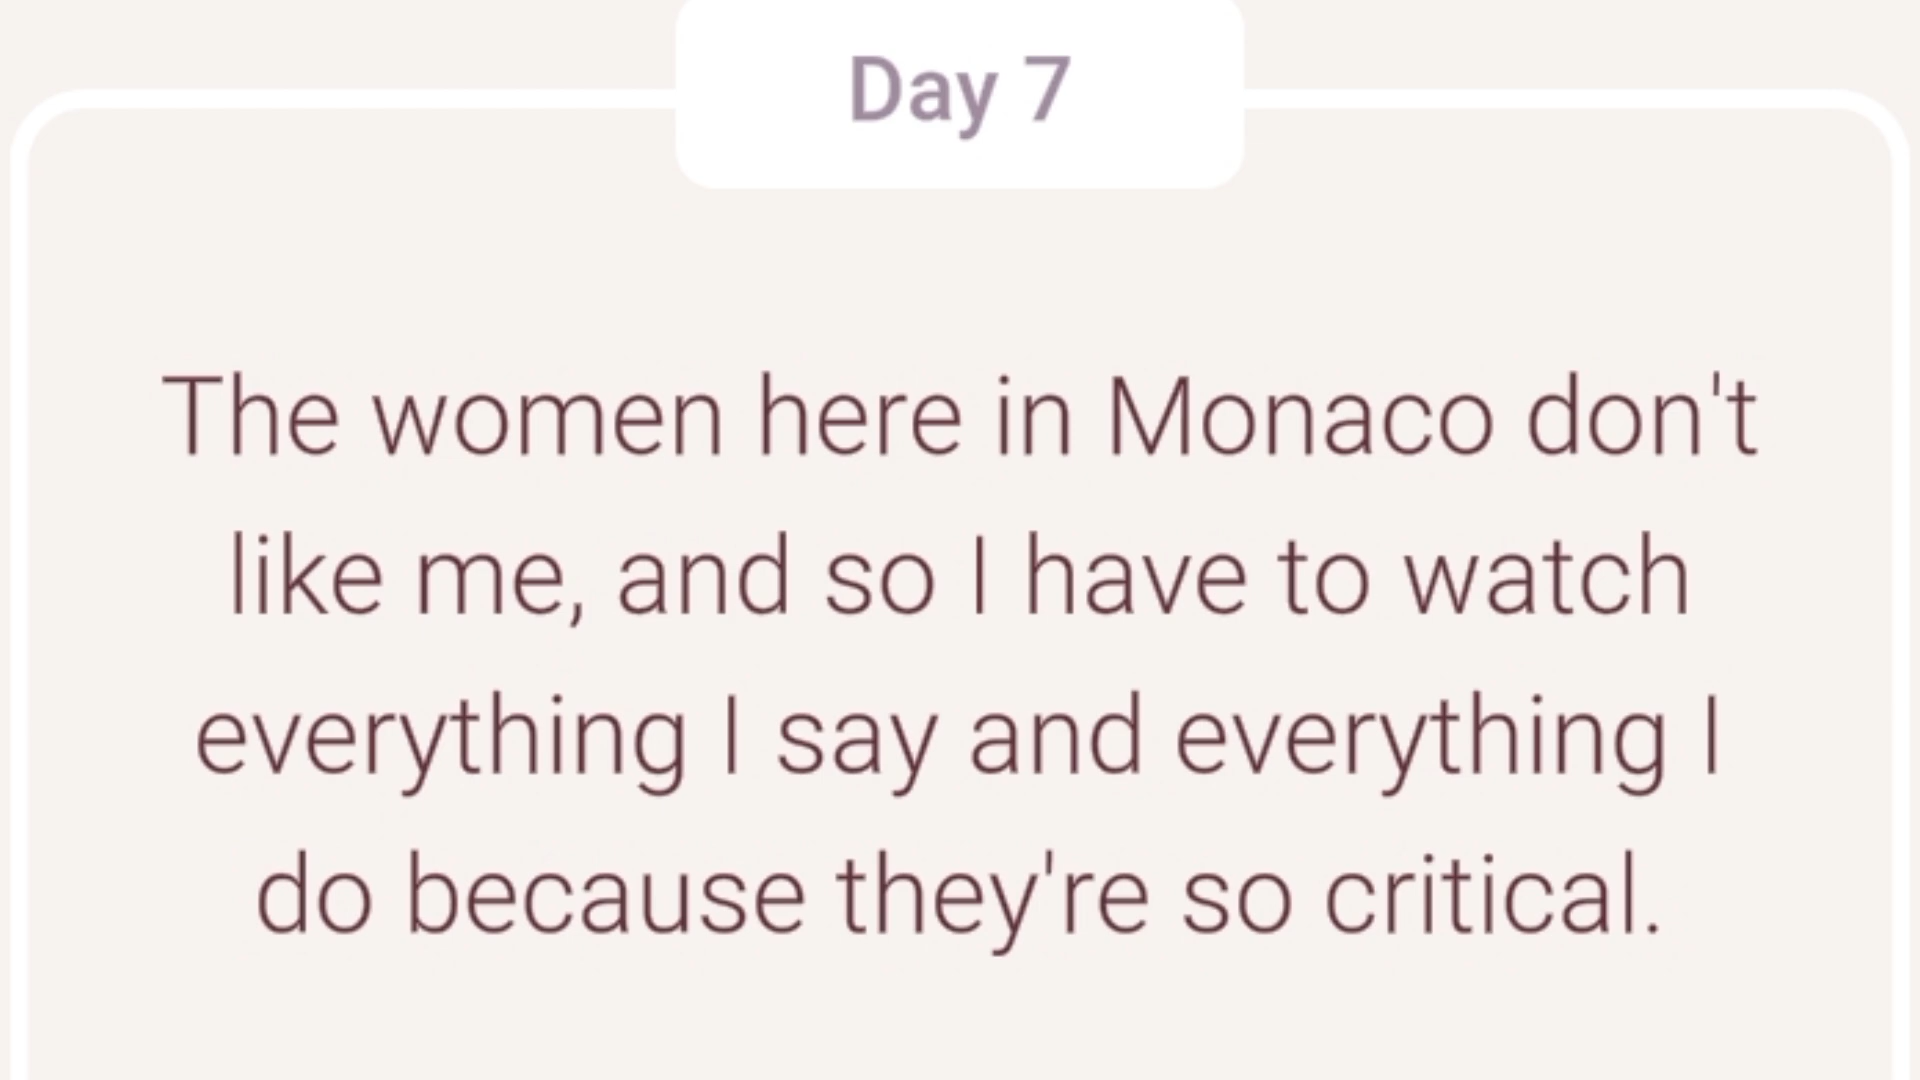 Day 7
The women here in Monaco don't
like me, and so I have to watch
everything I say and everything I
do because they're so critical.